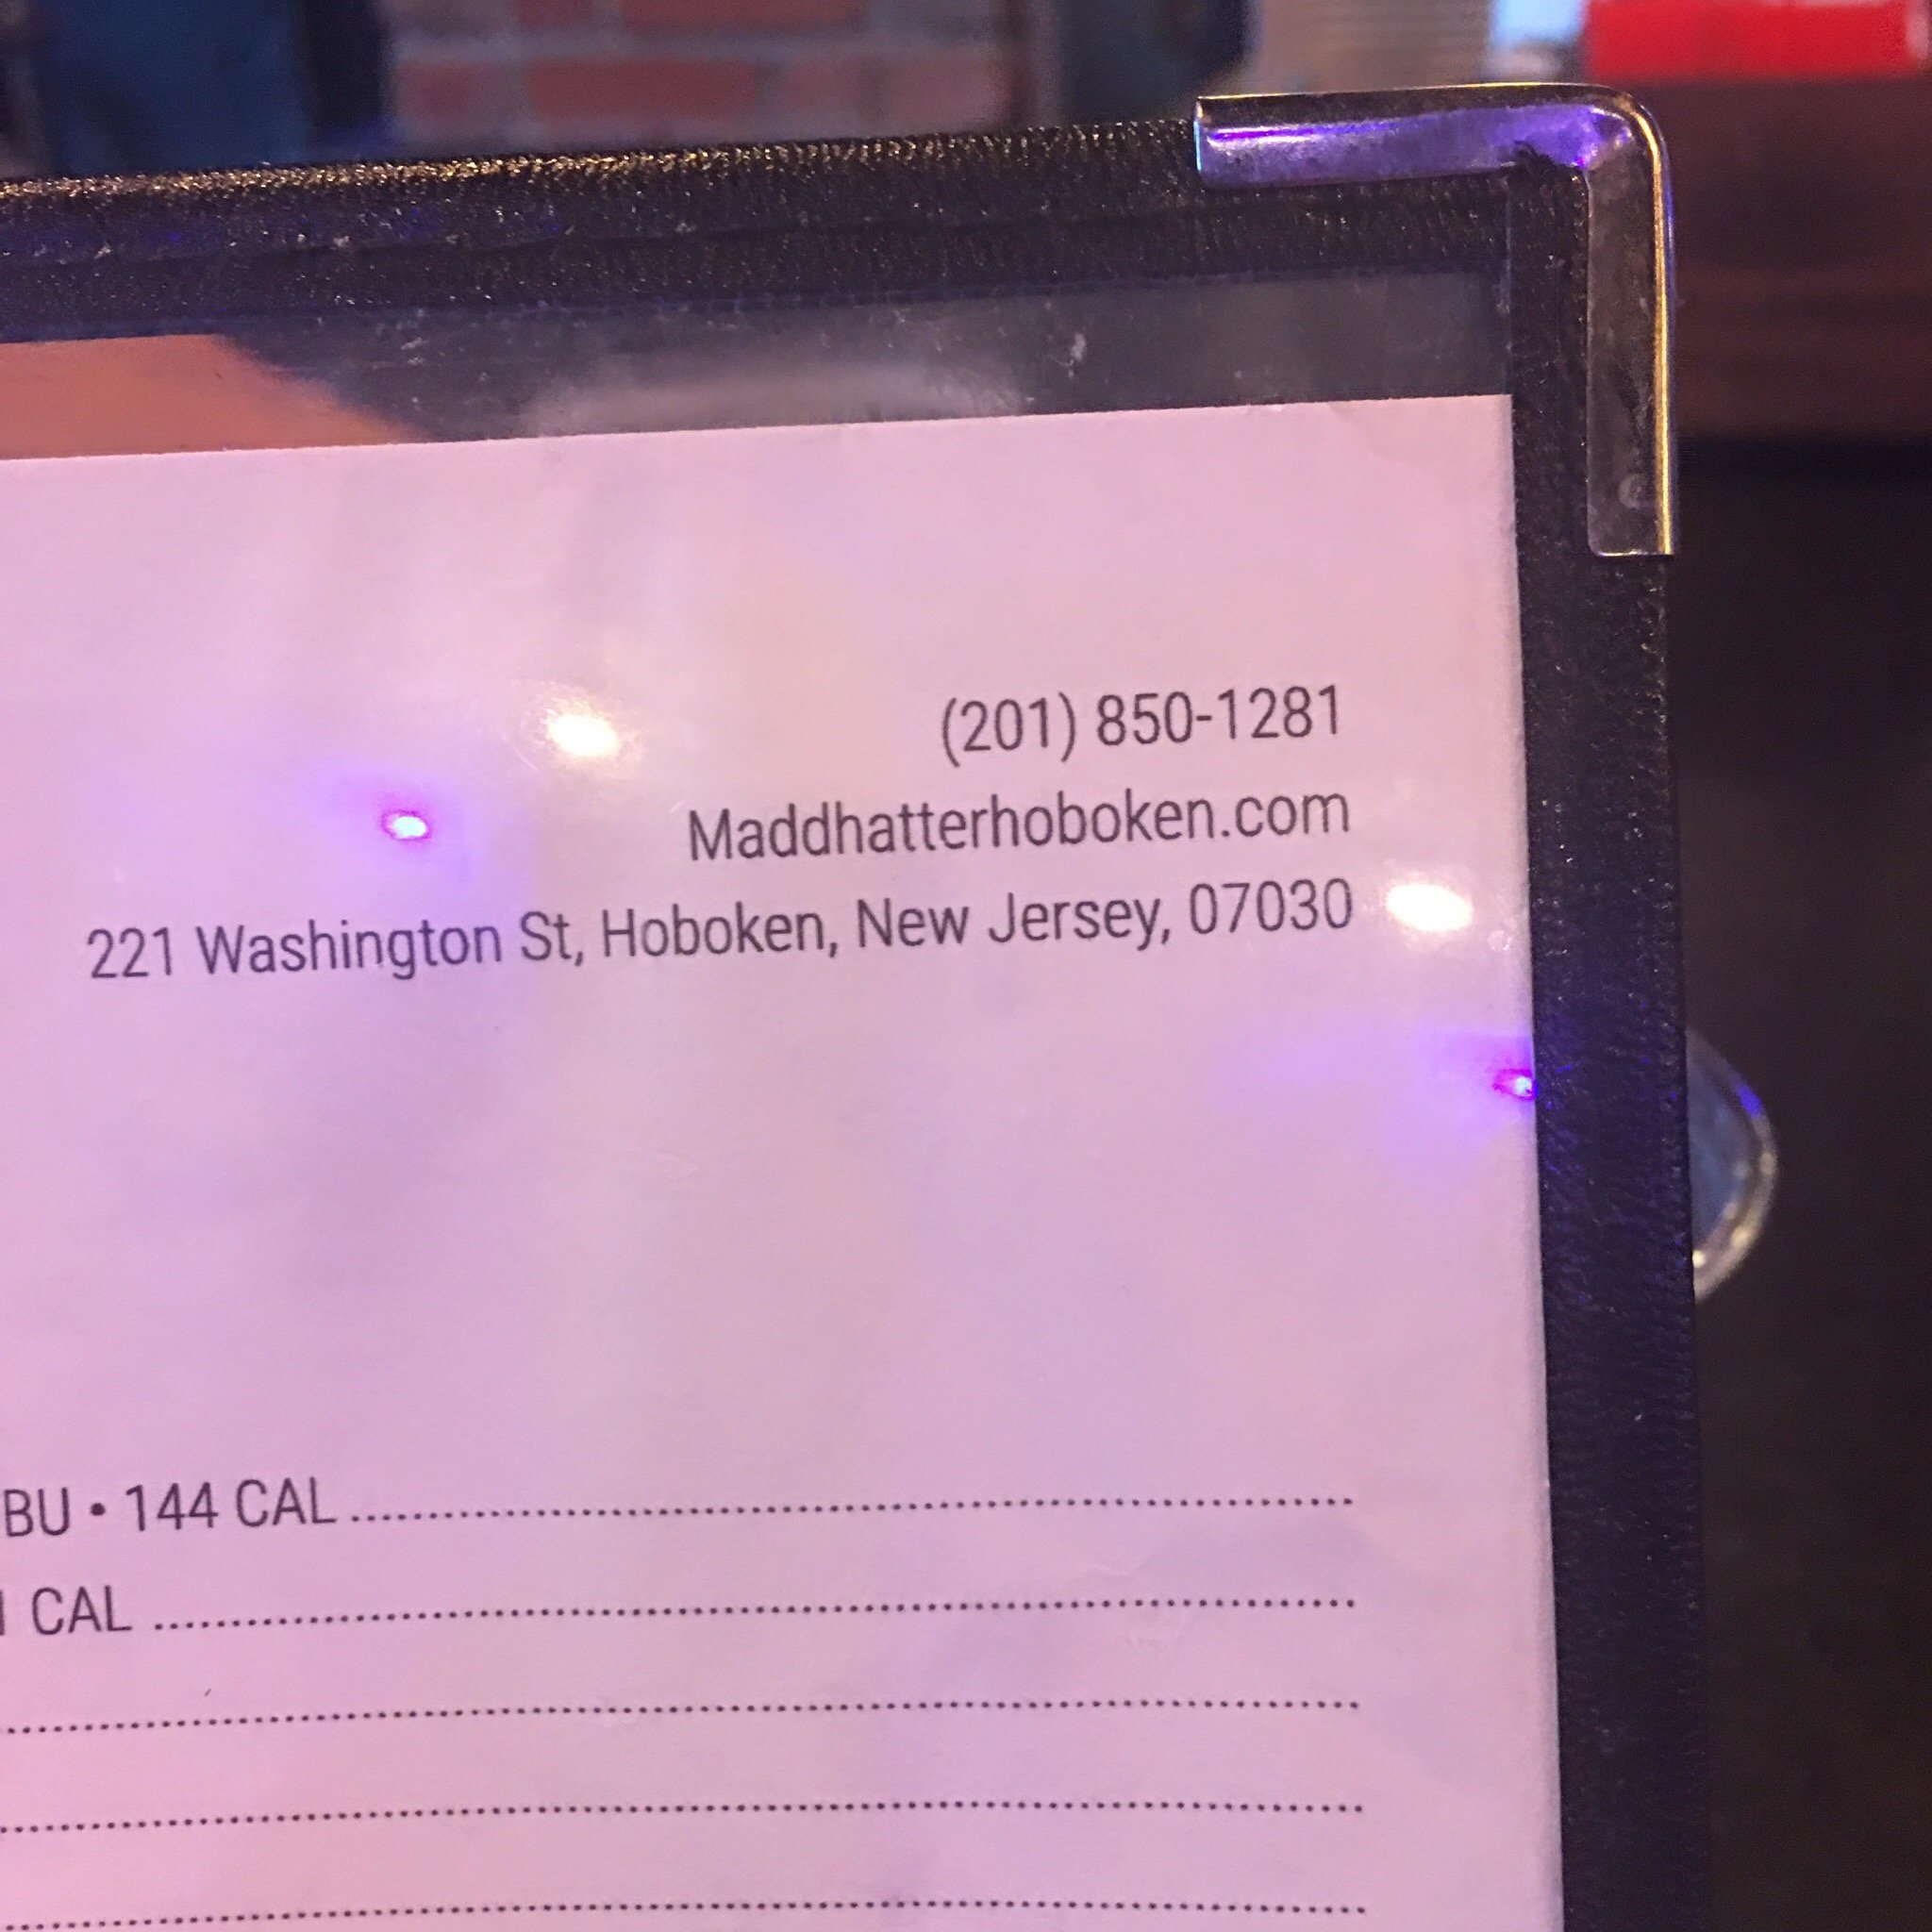 (201) 850-1281
Maddhatterhoboken.com
221 Washington St, Hoboken, New Jersey, 07030
BU • 144 CAL
CAL